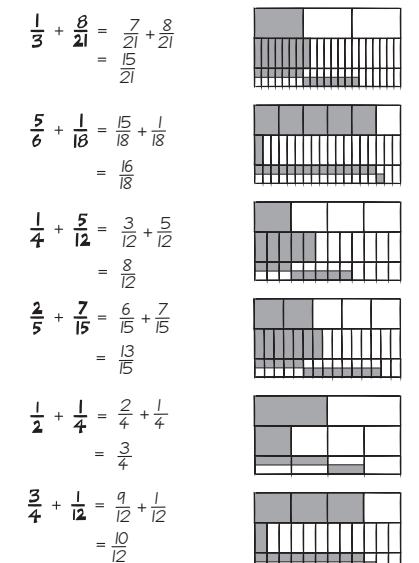 1/3 + 8/21 = 7/21 + 8/21
= 15/21
5/6 + 1/18 = 15/18 + 1/18
= 16/18
1/4 + 5/12 = 3/12 + 5/12
= 8/12
2/5 + 7/15 = 6/15 + 7/15
= 13/15
1/2 + 1/4 = 2/4 + 1/4
= 3/4
3/4 + 1/12 = 9/12 + 1/12
= 10/12